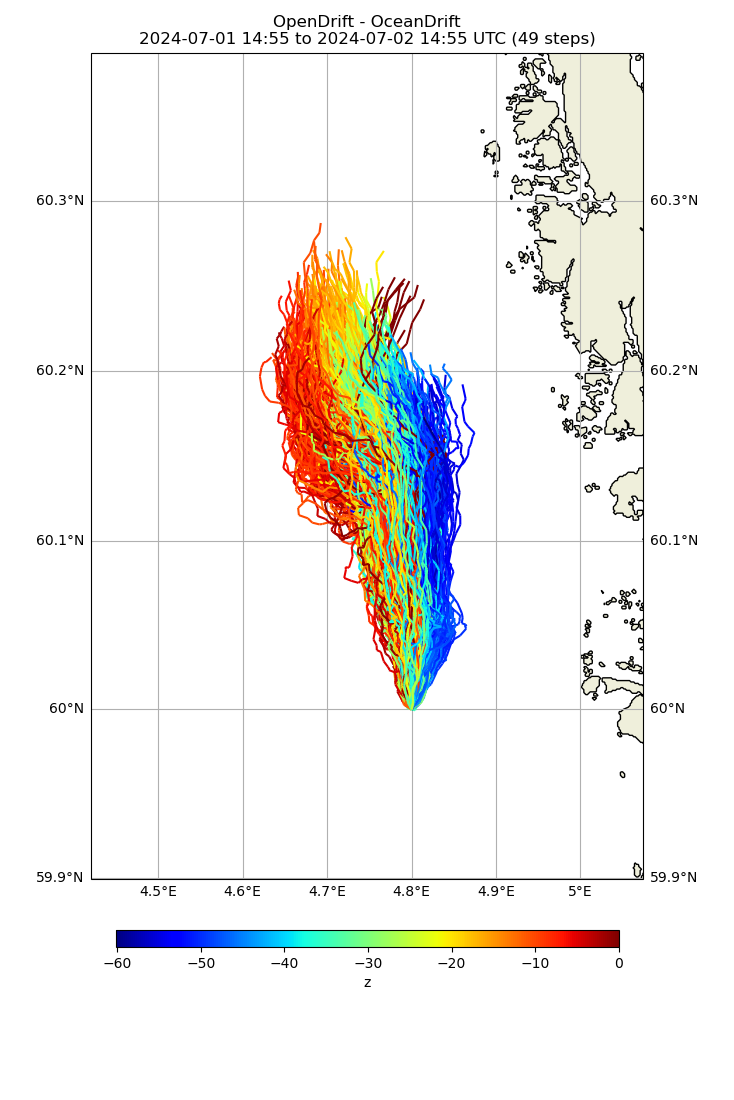 OpenDrift - OceanDrift
2024-07-01 14:55 to 2024-07-02 14:55 UTC (49 steps)
60.3°N 60.3°N
60.2°N 60.2°N
60.1°N 60.1°N
60°N 60°N
59.9°N 59.9°N
4.5°E 4.6°E 4.7°E 4.8°E 4.9°E 5°E
−60 −50 −40 −30 −20 −10 0
z